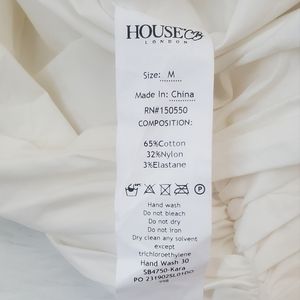 HOUSE CB
LONDON
Size: M
Made In: China
RN#150550
COMPOSITION:
65%Cotton
32%Nylon
3%Elastane
Hand wash
Do not bleach
Do not dry
Do not iron
Dry clean any solvent
except
trichloroethylene
Hand Wash 30
SB4750-Kara